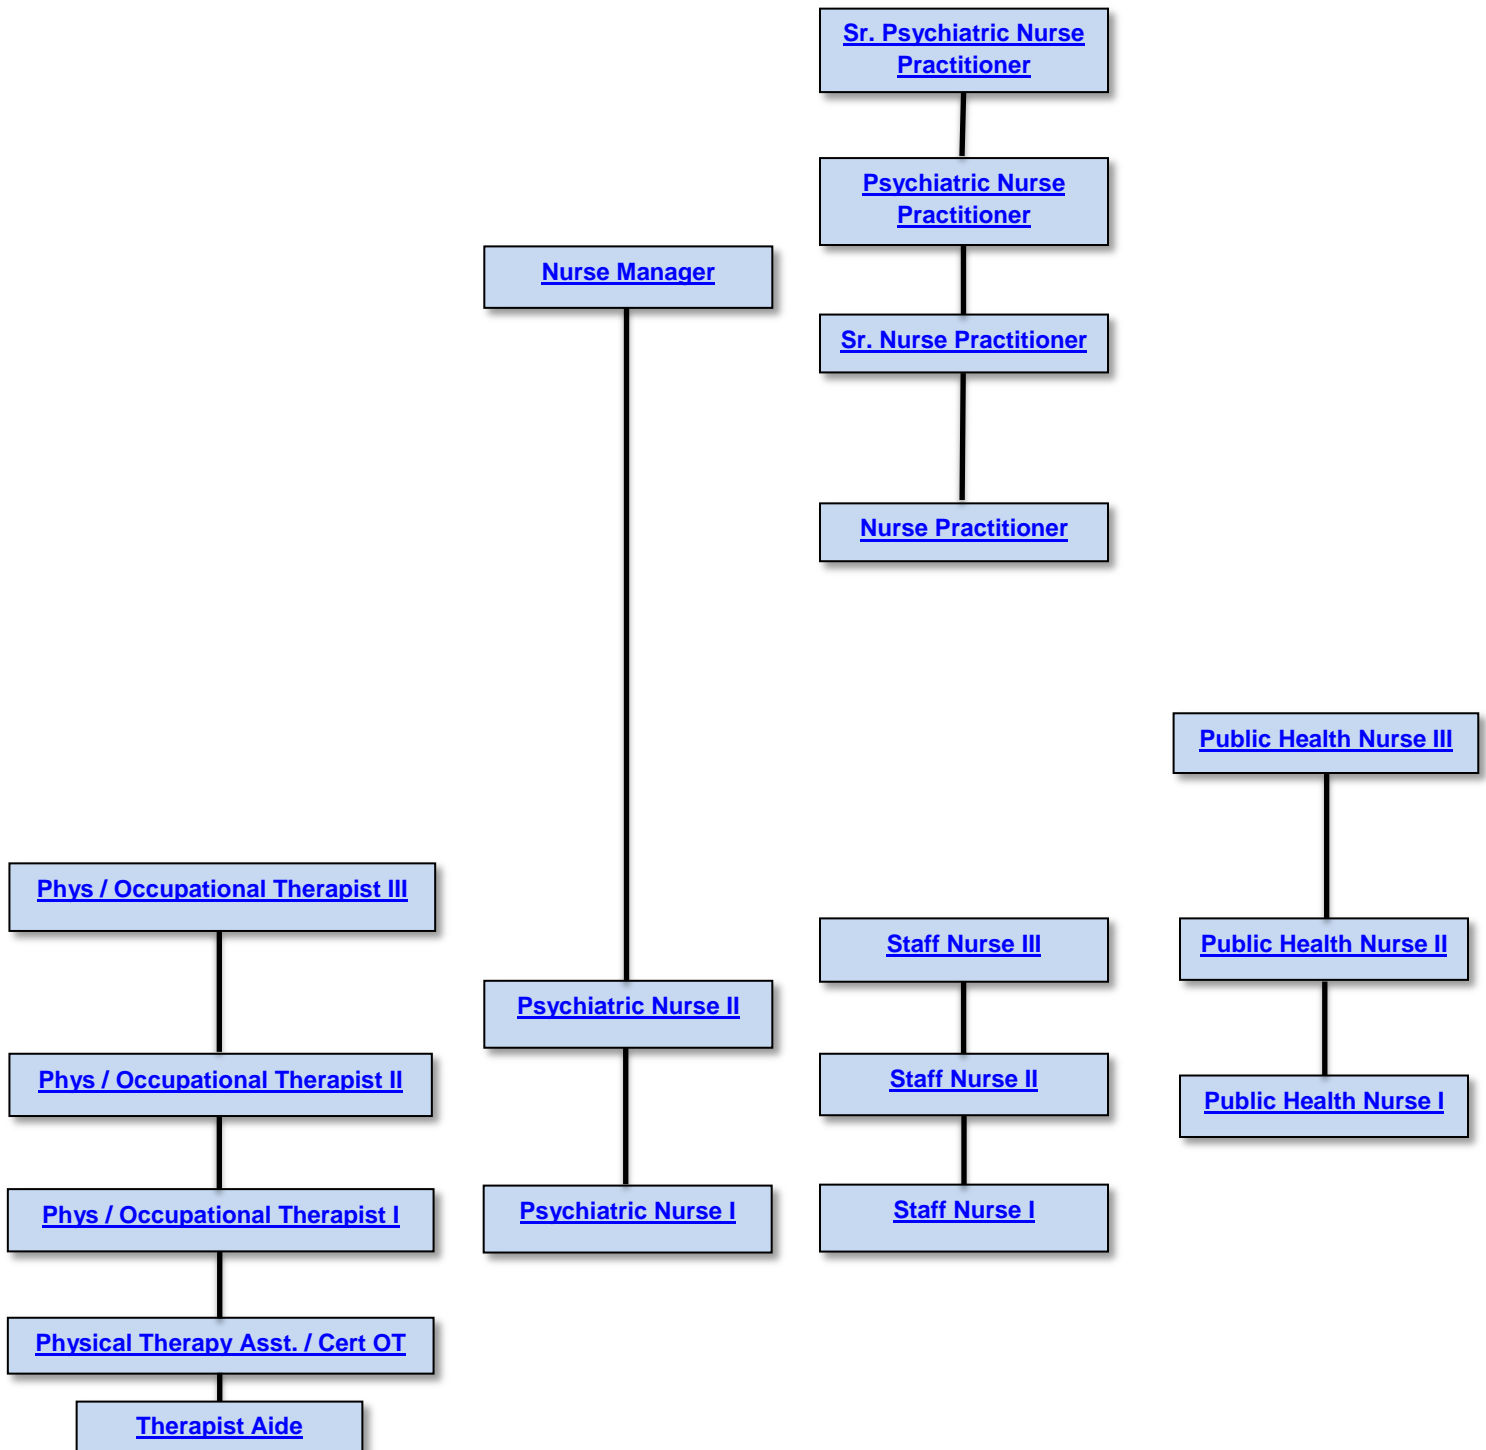 Sr. Psychiatric Nurse
Practitioner
Psychiatric Nurse
Practitioner
Nurse Manager
Sr. Nurse Practitioner
Nurse Practitioner
Public Health Nurse III
Phys / Occupational Therapist III
Staff Nurse III
Public Health Nurse II
Psychiatric Nurse II
Phys / Occupational Therapist II
Staff Nurse II
Public Health Nurse I
Phys / Occupational Therapist I
Psychiatric Nurse I
Staff Nurse I
Physical Therapy Asst. / Cert OT
Therapist Aide